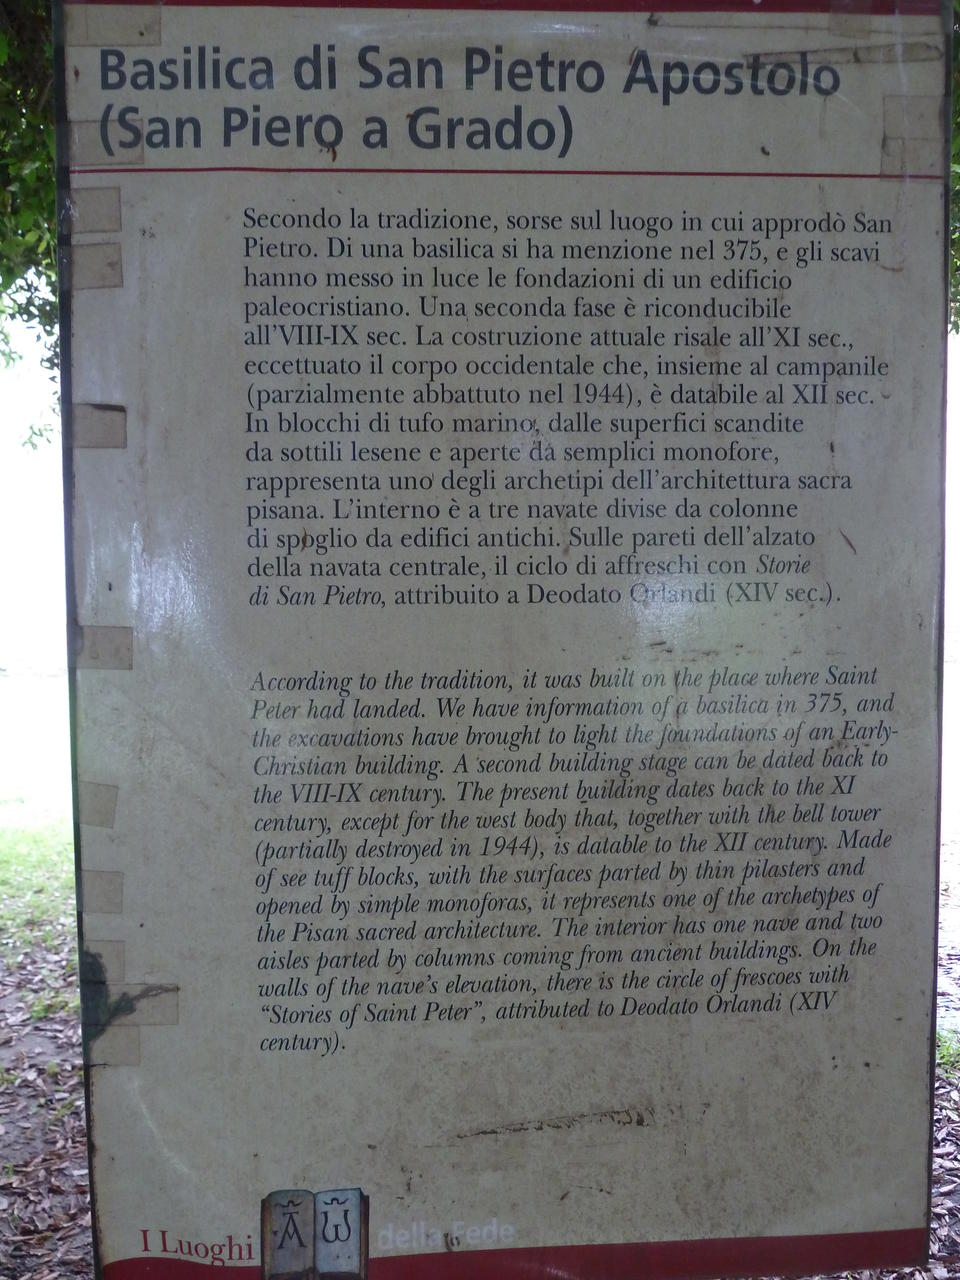 Basilica di San Pietro Apostolo
(San Piero a Grado)
Secondo la tradizione, sorse sul luogo in cui approdò San
Pietro. Di una basilica si ha menzione nel 375, e gli scavi
hanno messo in luce le fondazioni di un edificio
paleocristiano. Una seconda fase è riconducibile
all'VIII-IX sec. La costruzione attuale risale all'XI sec.,
eccettuato il corpo occidentale che, insieme al campanile
(parzialmente abbattuto nel 1944), è databile al XII sec.
In blocchi di tufo marino, dalle superfici scandite
da sottili lesene e aperte da semplici monofore,
rappresenta uno degli archetipi dell'architettura sacra
pisana. L'interno è a tre navate divise da colonne
di spoglio da edifici antichi. Sulle pareti dell'alzato
della navata centrale, il ciclo di affreschi con Storie
di San Pietro, attribuito a Deodato Orlandi (XIV sec.).
According to the tradition, it was built on the place where Saint
Peter had landed. We have information of a basilica in 375, and
the excavations have brought to light the foundations of an Early-
Christian building. A second building stage can be dated back to
the VIII-IX century. The present building dates back to the XI
century, except for the west body that, together with the bell tower
(partially destroyed in 1944), is datable to the XII century. Made
of see tuff blocks, with the surfaces parted by thin pilasters and
opened by simple monoforas, it represents one of the archetypes of
the Pisan sacred architecture. The interior has one nave and two
aisles parted by columns coming from ancient buildings. On the
walls of the nave's elevation, there is the circle of frescoes with
"Stories of Saint Peter", attributed to Deodato Orlandi (XIV
century).
I Luoghi della Fede
A ω